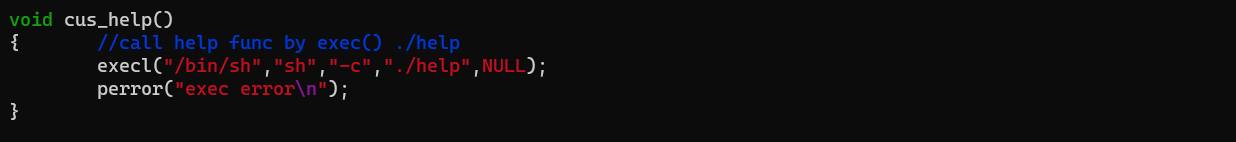 void cus_help()
{       //call help func by exec() ./help
        execl("/bin/sh","sh","-c","./help",NULL);
        perror("exec error\n");
}